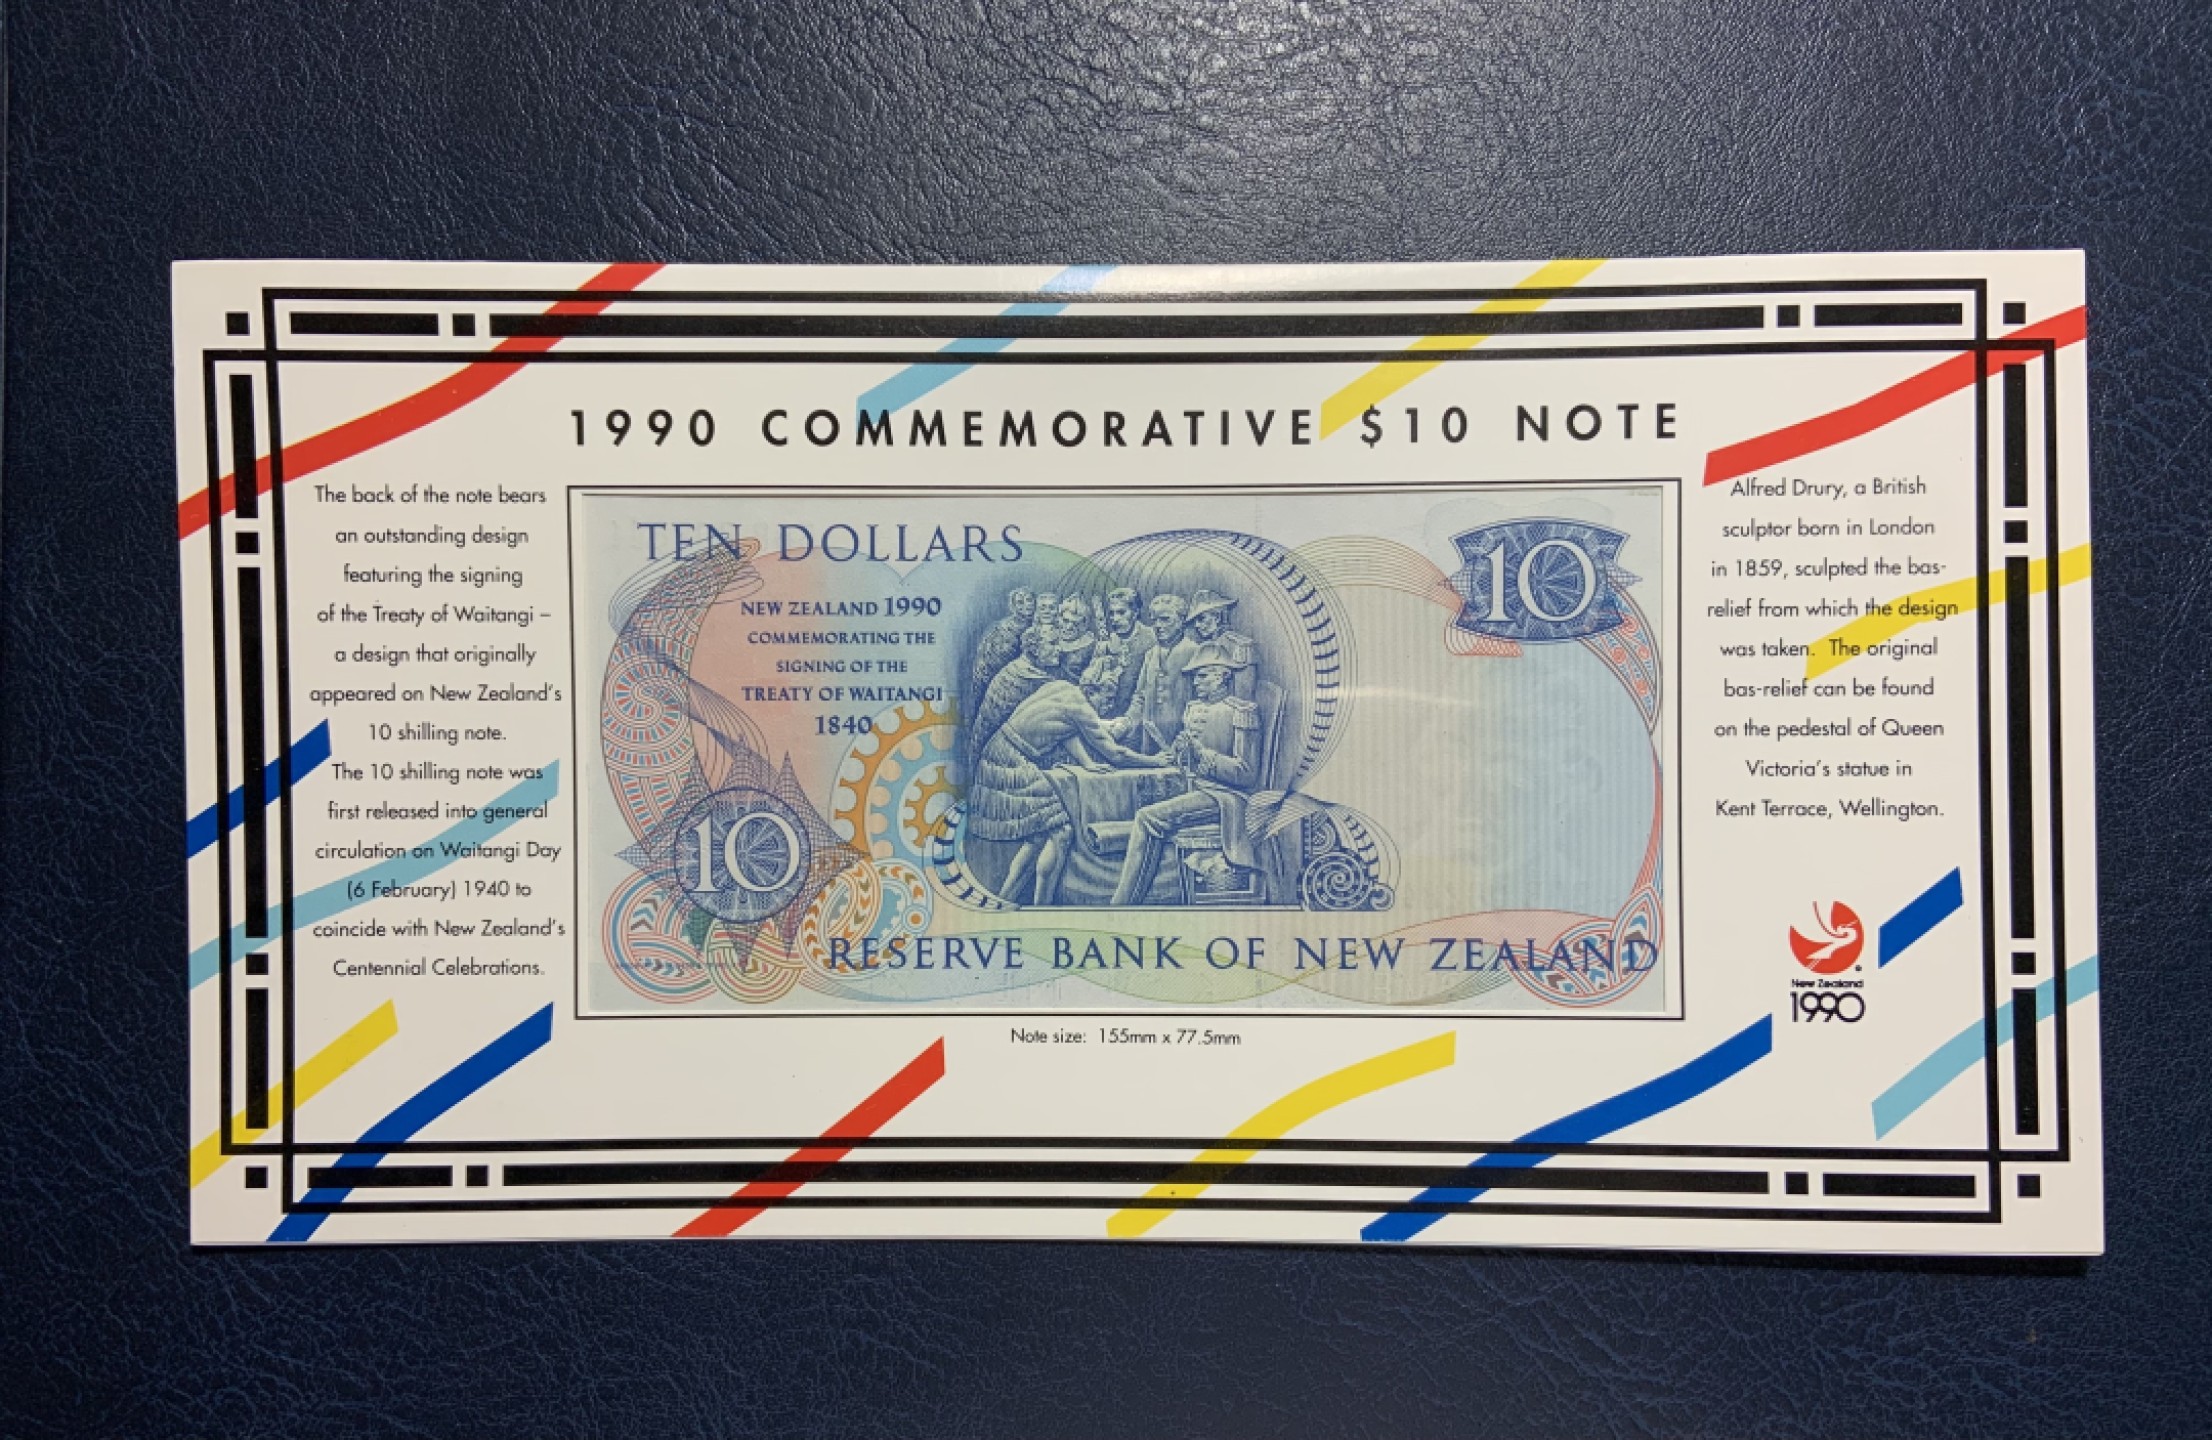 1990 COMMEMORATIVE $10 NOTE
The back of the note bears
an outstanding design
featuring the signing
of the Treaty of Waitangi –
a design that originally
appeared on New Zealand's
10 shilling note.
The 10 shilling note was
first released into general
circulation on Waitangi Day
(6 February) 1940 to
coincide with New Zealand's
Centennial Celebrations.
TEN DOLLARS
10
NEW ZEALAND 1990
COMMEMORATING THE
SIGNING OF THE
TREATY OF WAITANGI
1840
10
RESERVE BANK OF NEW ZEALAND
Note size: 155mm x 77.5mm
Alfred Drury, a British
sculptor born in London
in 1859, sculpted the bas-
relief from which the design
was taken. The original
bas-relief can be found
on the pedestal of Queen
Victoria's statue in
Kent Terrace, Wellington.
New Zealand
1990